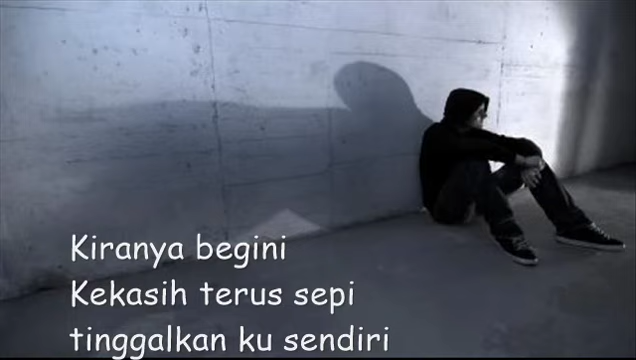 Kiranya begini
Kekasih terus sepi
tinggalkan ku sendiri